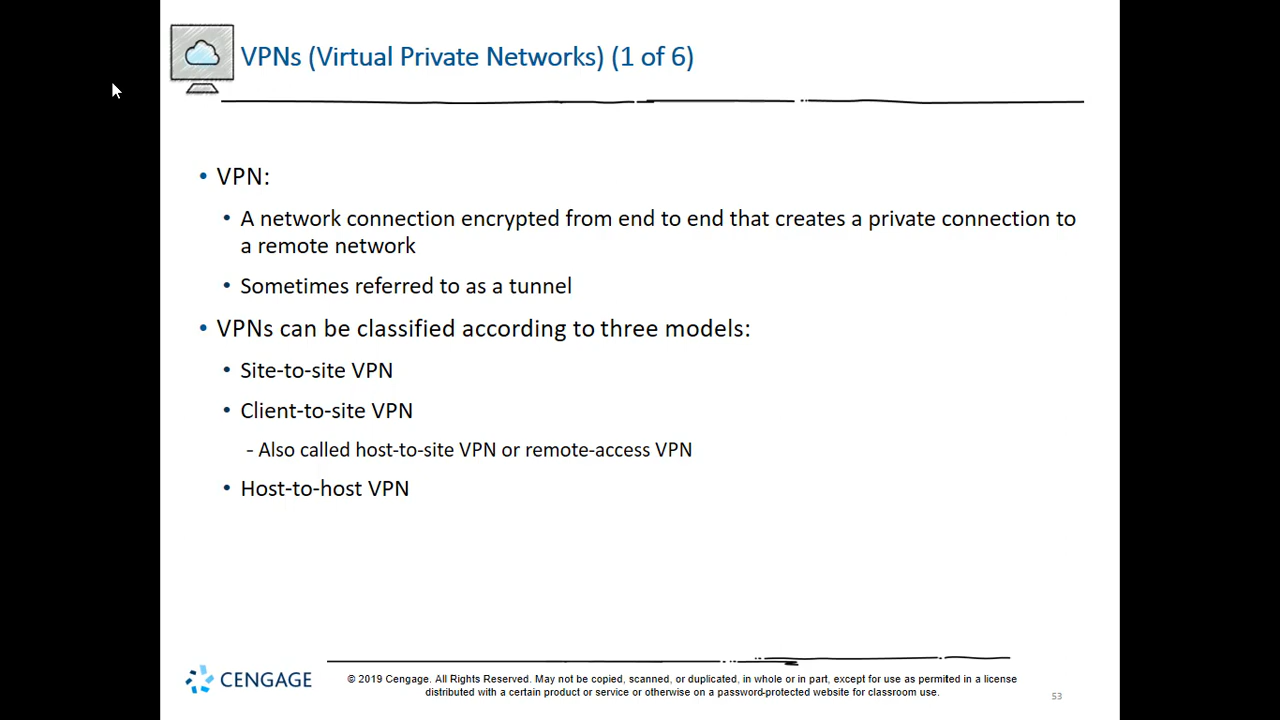 VPNs (Virtual Private Networks) (1 of 6)
• VPN:
• A network connection encrypted from end to end that creates a private connection to
a remote network
• Sometimes referred to as a tunnel
• VPNs can be classified according to three models:
• Site-to-site VPN
• Client-to-site VPN
- Also called host-to-site VPN or remote-access VPN
• Host-to-host VPN
CENGAGE
© 2019 Cengage. All Rights Reserved. May not be copied, scanned, or duplicated, in whole or in part, except for use as permitted in a license
distributed with a certain product or service or otherwise on a password-protected website for classroom use.
53